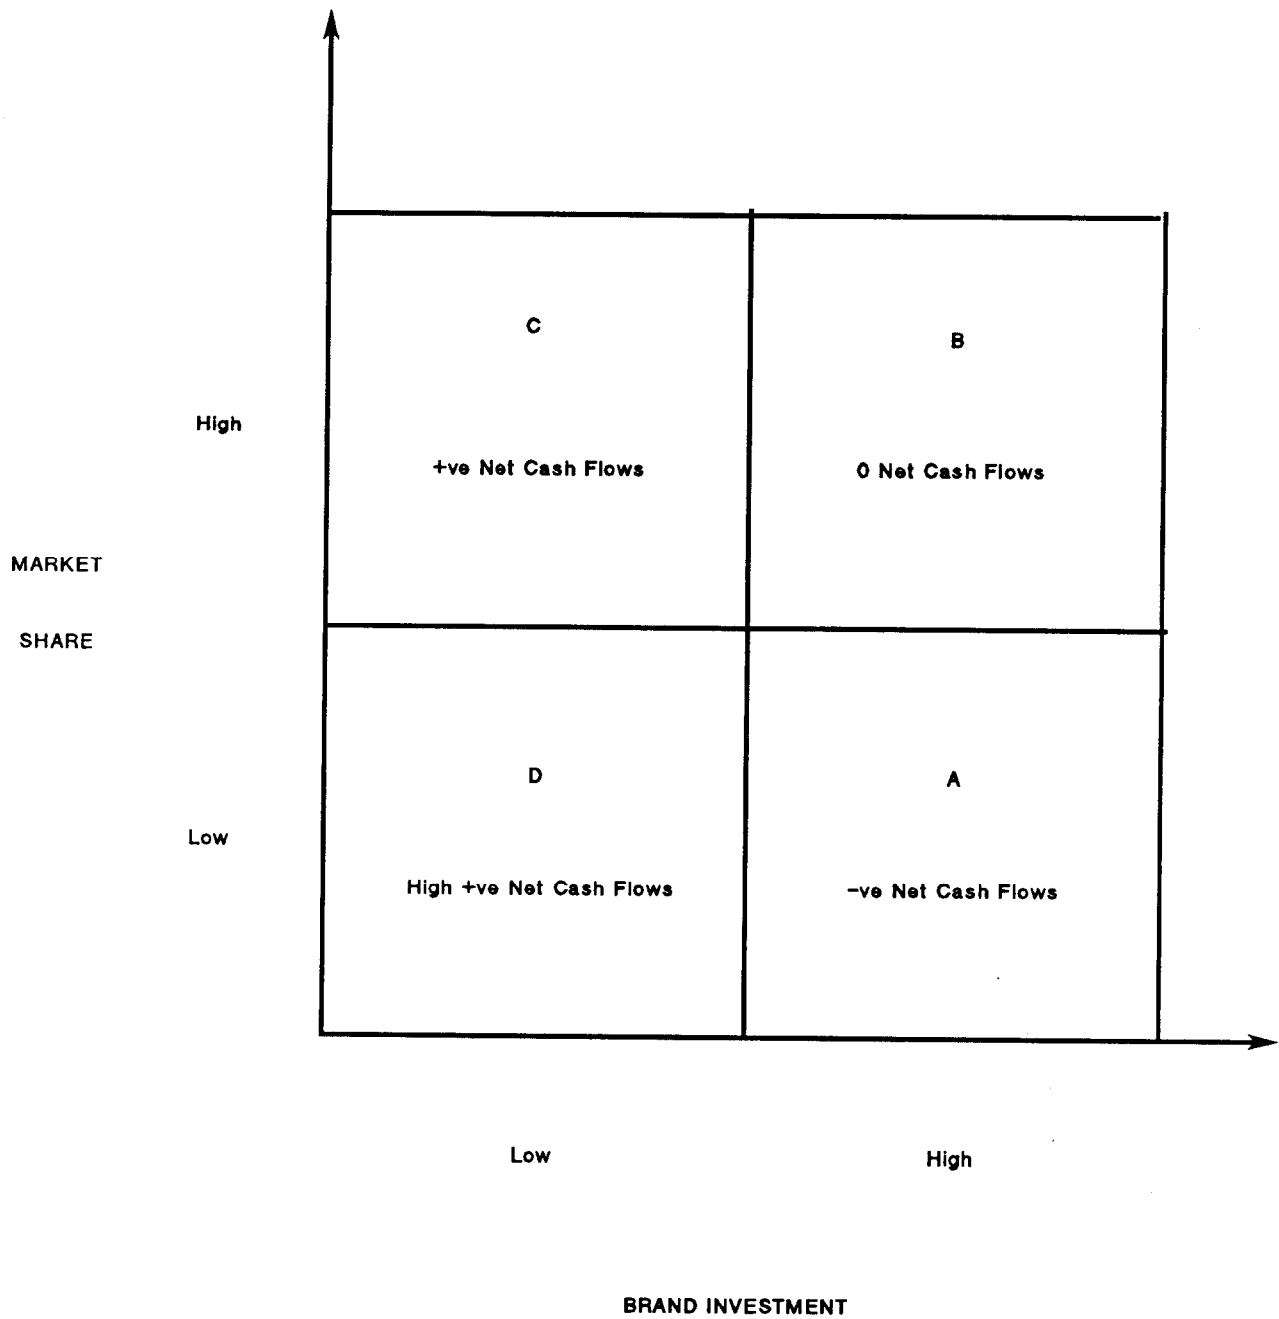 C
B
High
+ve Net Cash Flows
0 Net Cash Flows
MARKET
SHARE
D
A
Low
High +ve Net Cash Flows
-ve Net Cash Flows
Low
High
BRAND INVESTMENT